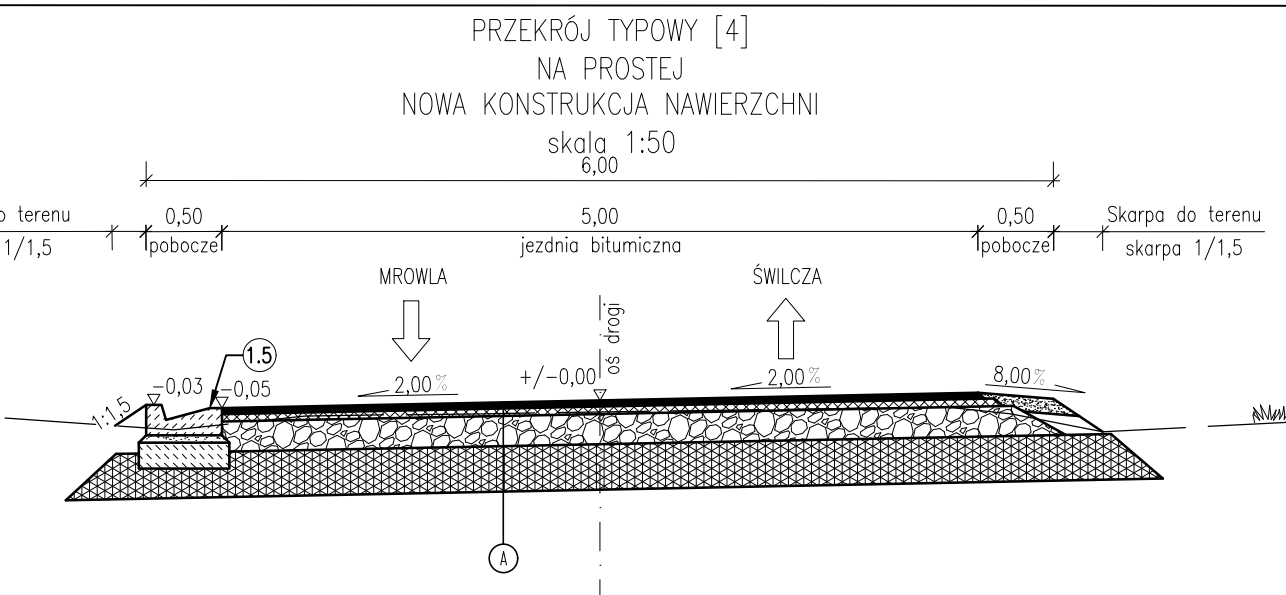 PRZEKRÓJ TYPOWY [4]
NA PROSTEJ
NOWA KONSTRUKCJA NAWIERZCHNI
skala 1:50
6,00
o terenu
0,50
5,00
0,50
Skarpa do terenu
1/1,5
pobocze
jezdnia bitumiczna
pobocze
skarpa 1/1,5
MROWLA
ŚWILCZA
oś drogi
1.5
-0,03
-0,05
2,00%
+/-0,00
2,00%
8,00%
1:1,5
A